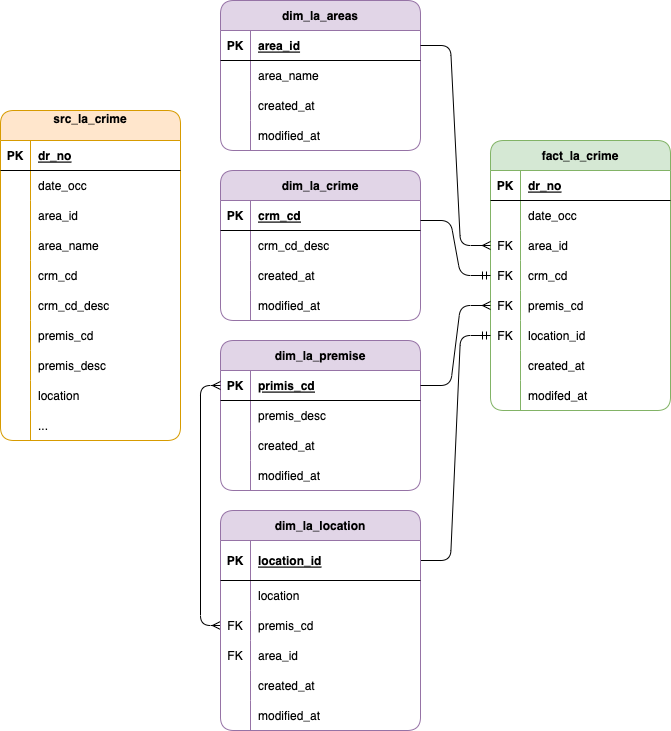 dim_la_areas
PK area_id
area_name
created_at
modified_at
src_la_crime
PK dr_no
date_occ
area_id
area_name
crm_cd
crm_cd_desc
premis_cd
premis_desc
location
...
dim_la_crime
PK crm_cd
crm_cd_desc
created_at
modified_at
dim_la_premise
PK primis_cd
premis_desc
created_at
modified_at
dim_la_location
PK location_id
location
FK premis_cd
FK area_id
created_at
modified_at
fact_la_crime
PK dr_no
date_occ
FK area_id
FK crm_cd
FK premis_cd
FK location_id
created_at
modifed_at